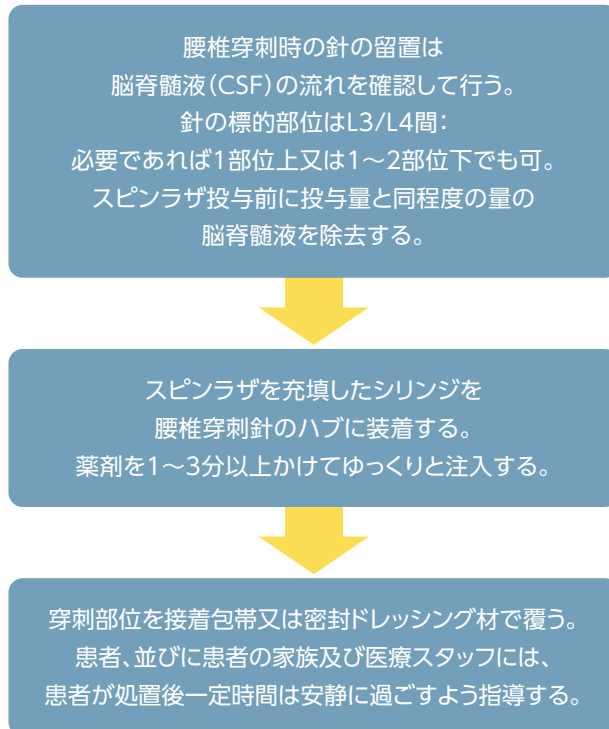 腰椎穿刺時の針の留置は
脳脊髄液(CSF)の流れを確認して行う。
針の標的部位はL3/L4間：
必要であれば1部位上又は1～2部位下でも可。
スピンラザ投与前に投与量と同程度の量の
脳脊髄液を除去する。
スピンラザを充填したシリンジを
腰椎穿刺針のハブに装着する。
薬剤を1～3分以上かけてゆっくりと注入する。
穿刺部位を接着包帯又は密封ドレッシング材で覆う。
患者、並びに患者の家族及び医療スタッフには、
患者が処置後一定時間は安静に過ごすよう指導する。